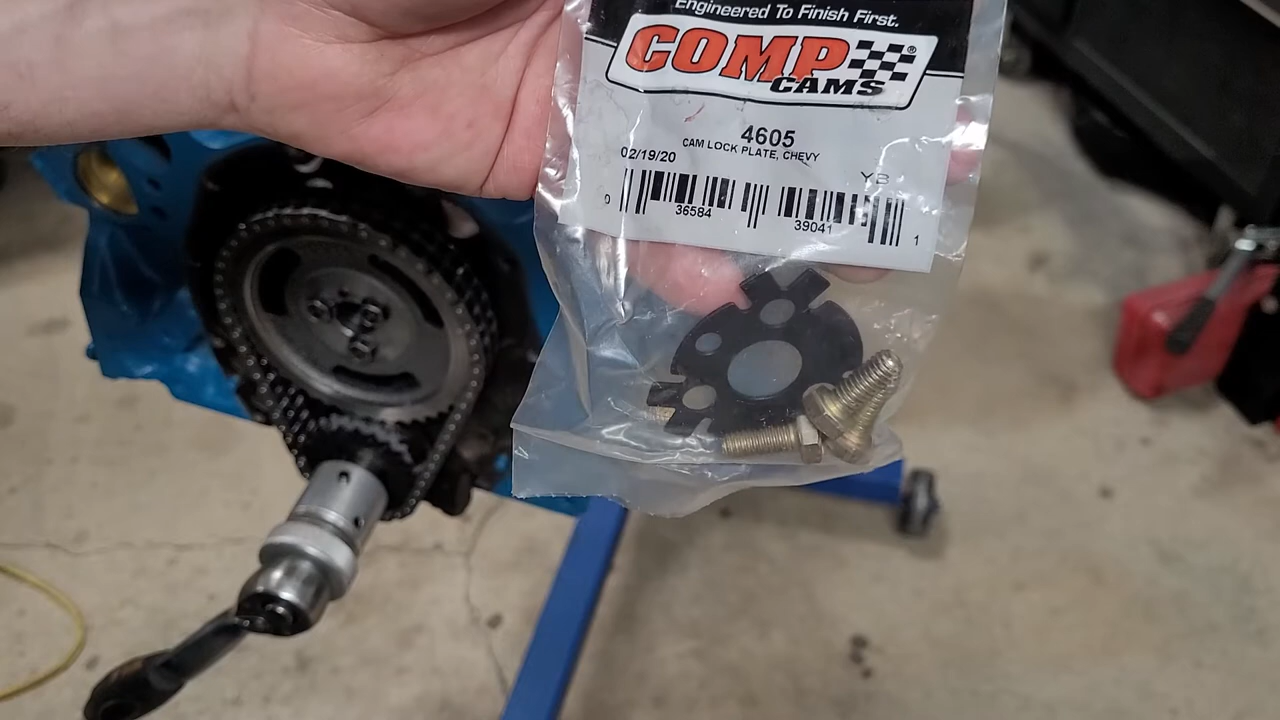 Engineered To Finish First.
COMP®
CAMS
4605
CAM LOCK PLATE, CHEVY
02/19/20
YB
0 36584 39041 1